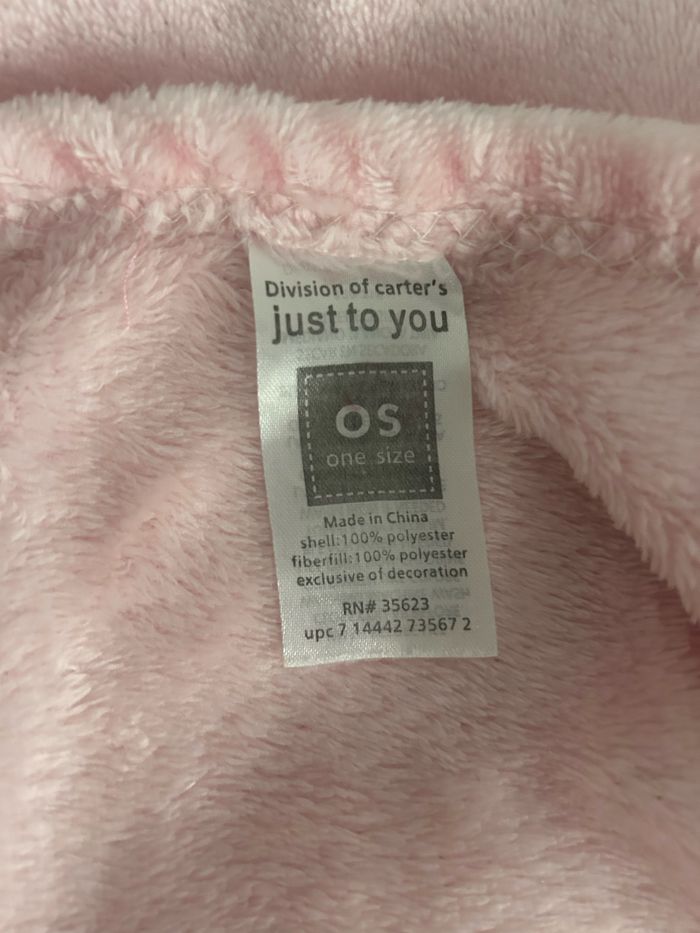 Division of carter's
just to you
os
one size
Made in China
shell:100% polyester
fiberfill:100% polyester
exclusive of decoration
RN# 35623
upc 7 14442 73567 2